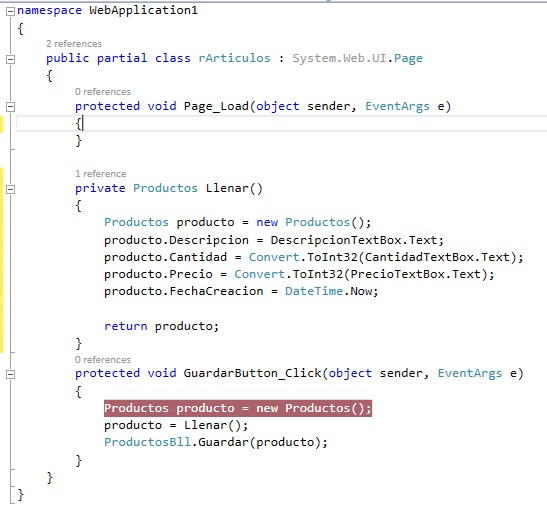 namespace WebApplication1
{
2 references
public partial class rArticulos : System.Web.UI.Page
{
0 references
protected void Page_Load(object sender, EventArgs e)
{
}
1 reference
private Productos Llenar()
{
Productos producto = new Productos();
producto.Descripcion = DescripcionTextBox.Text;
producto.Cantidad = Convert.ToInt32(CantidadTextBox.Text);
producto.Precio = Convert.ToInt32(PrecioTextBox.Text);
producto.FechaCreacion = DateTime.Now;
return producto;
}
0 references
protected void GuardarButton_Click(object sender, EventArgs e)
{
Productos producto = new Productos();
producto = Llenar();
ProductosBll.Guardar(producto);
}
}
}